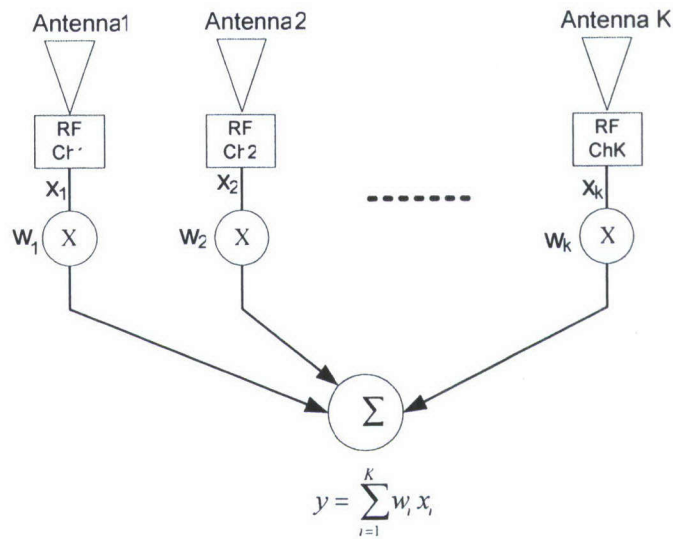 Antenna1 Antenna2 Antenna K
RF RF RF
Ch2 ChK
x₁ x₂ xₖ
w₁ X w₂ X wₖ X
Σ
y = Σ_{i=1}^{K} w_i x_i